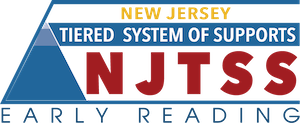 NEW JERSEY
TIERED SYSTEM OF SUPPORTS
NJTSS
EARLY READING